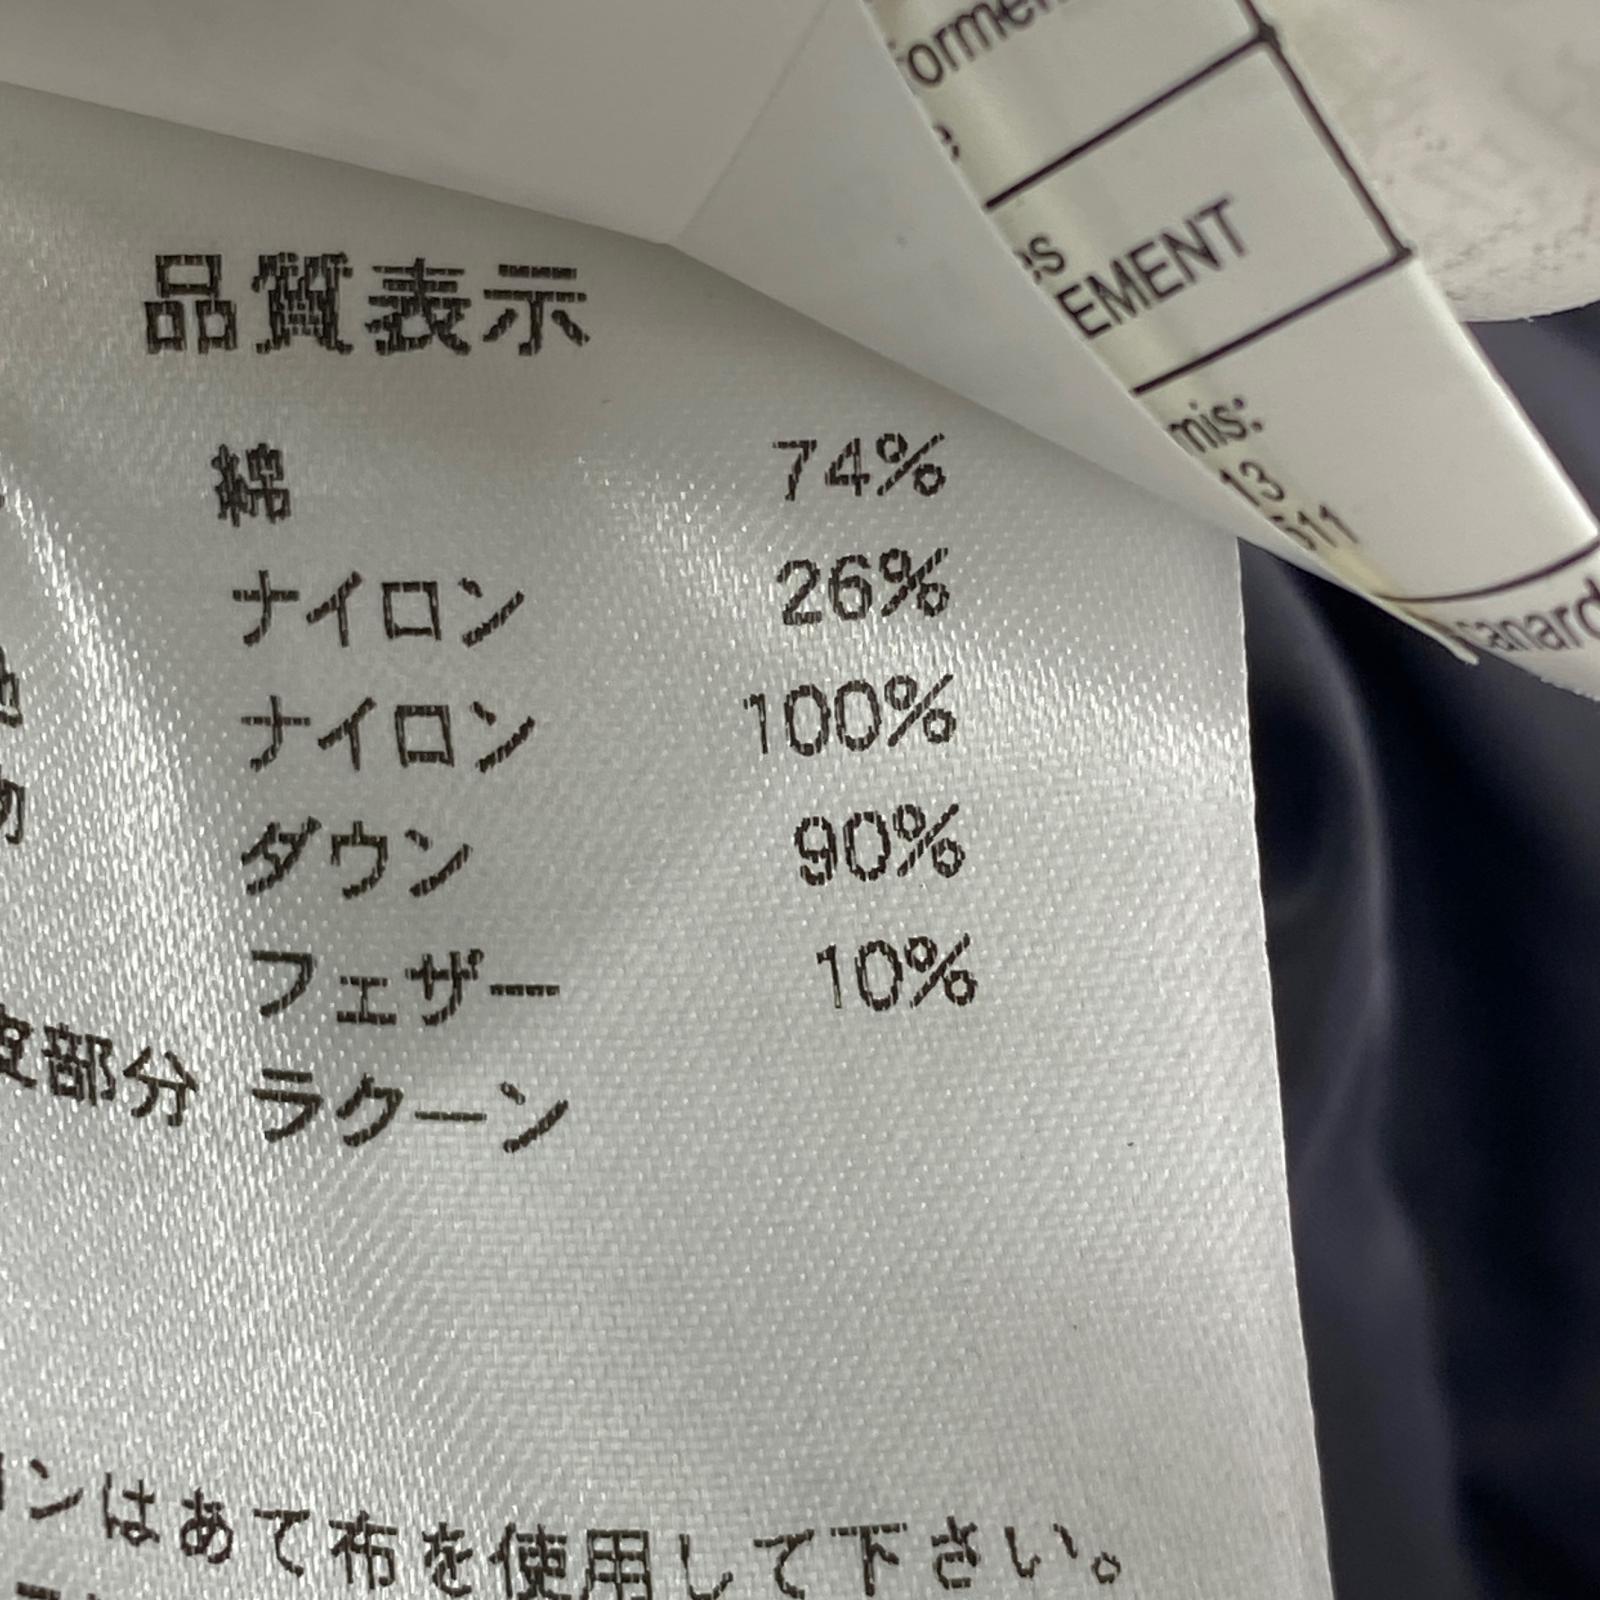 品質表示
綿 74%
ナイロン 26%
ナイロン 100%
ダウン 90%
フェザー 10%
部分 ラクーン
ンはあて布を使用して下さい。
EMENT
mis:
13